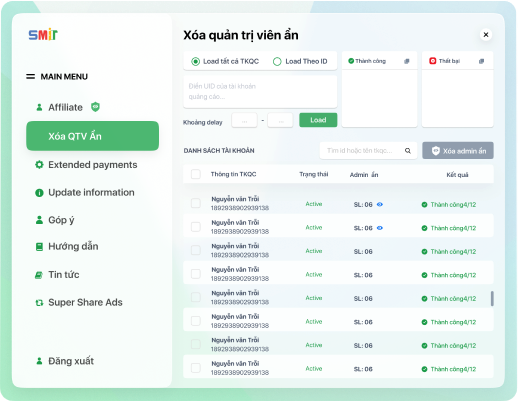 SMIT
MAIN MENU
Affiliate
Xóa QTV Ẩn
Extended payments
Update information
Góp ý
Hướng dẫn
Tin tức
Super Share Ads
Đăng xuất
Xóa quản trị viên ẩn
Load tất cả TKQC
Load Theo ID
Điền UID của tài khoản
quảng cáo...
Khoảng delay
...
-
...
Load
Thành công
Thất bại
DANH SÁCH TÀI KHOẢN
Tìm id hoặc tên tkqc...
Xóa admin ẩn
Thông tin TKQC Trạng thái Admin ẩn Kết quả
Nguyễn văn Trỗi
1892938902939138 Active SL: 06 Thành công4/12
Nguyễn văn Trỗi
1892938902939138 Active SL: 06 Thành công4/12
Nguyễn văn Trỗi
1892938902939138 Active SL: 06 Thành công4/12
Nguyễn văn Trỗi
1892938902939138 Active SL: 06 Thành công4/12
Nguyễn văn Trỗi
1892938902939138 Active SL: 06 Thành công4/12
Nguyễn văn Trỗi
1892938902939138 Active SL: 06 Thành công4/12
Nguyễn văn Trỗi
1892938902939138 Active SL: 06 Thành công4/12
Nguyễn văn Trỗi
1892938902939138 Active SL: 06 Thành công4/12